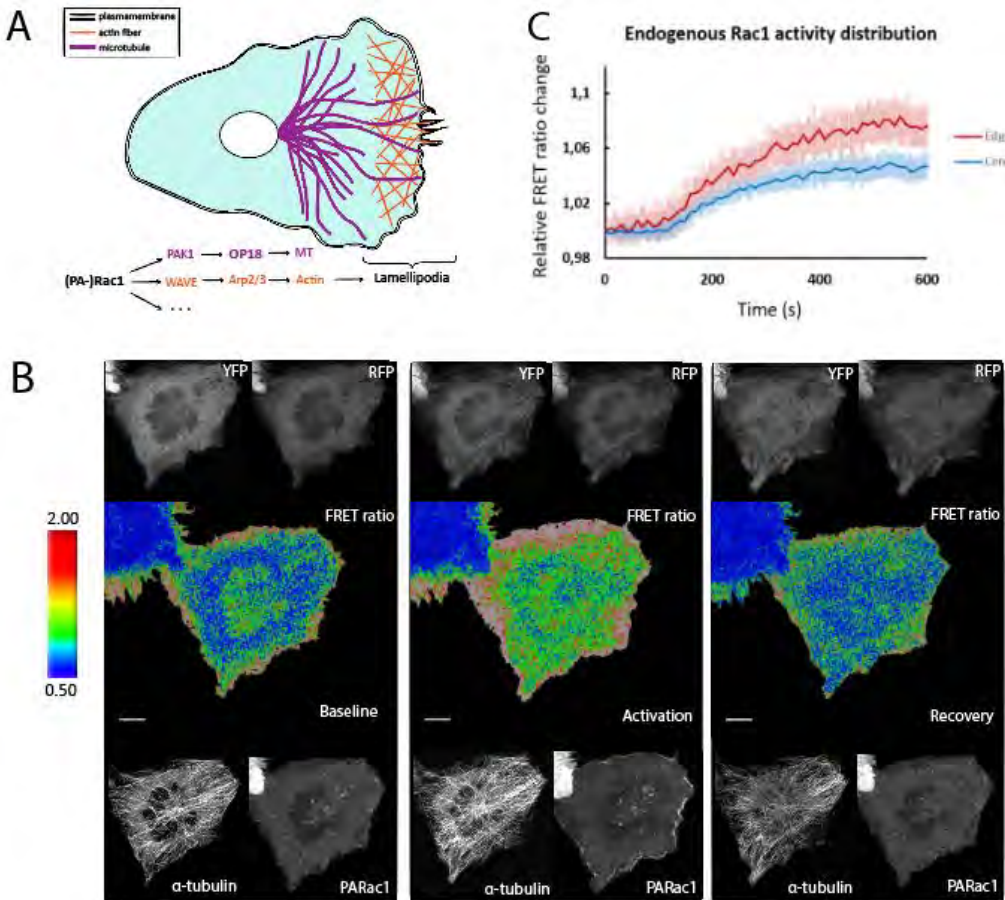 A
plasmamembrane
actin fiber
microtubule
PAK1 → OP18 → MT
(PA-)Rac1 → WAVE → Arp2/3 → Actin → Lamellipodia
. . .
C
Endogenous Rac1 activity distribution
Relative FRET ratio change
1,1
1,06
1,02
0,98
0 200 400 600
Time (s)
Edg
Cen
B
YFP RFP YFP RFP YFP RFP
2.00
0.50
FRET ratio FRET ratio FRET ratio
Baseline Activation Recovery
α-tubulin PARac1 α-tubulin PARac1 α-tubulin PARac1